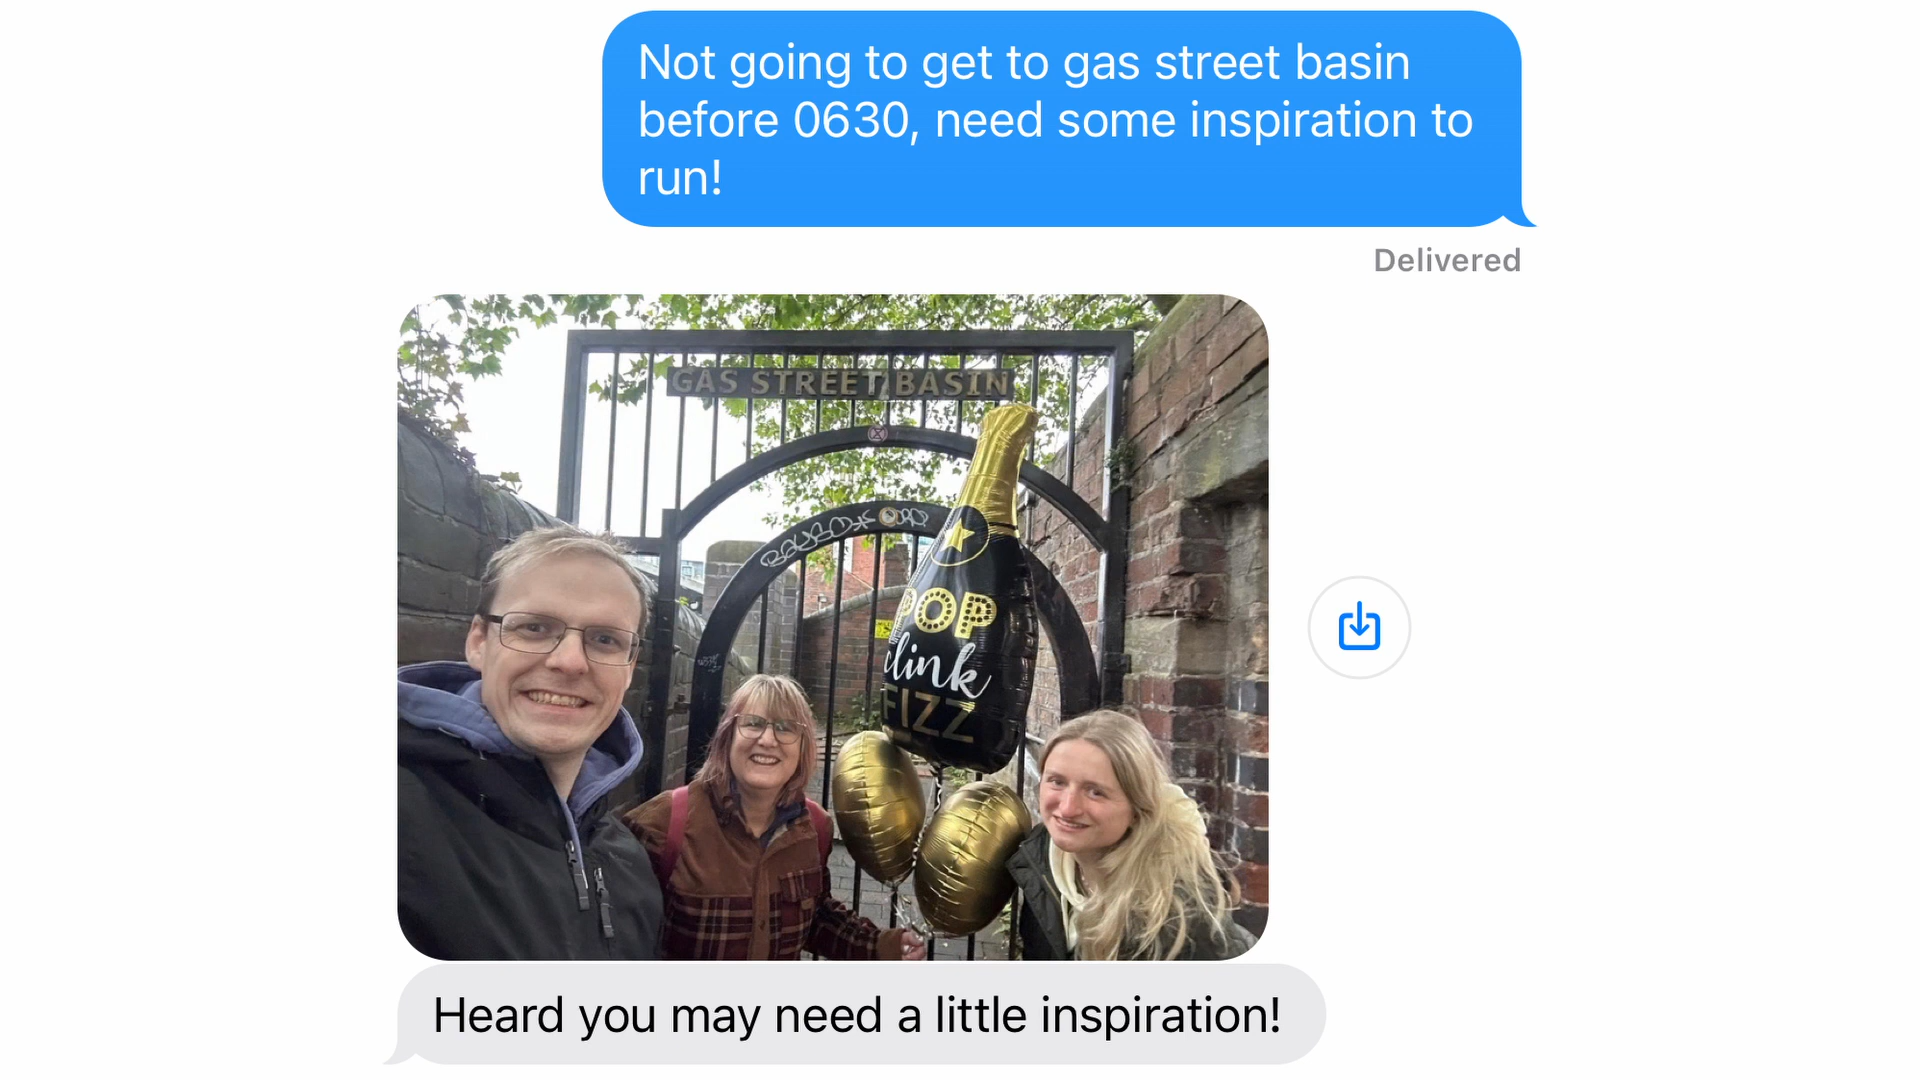 Not going to get to gas street basin
before 0630, need some inspiration to
run!
Delivered
GAS STREET BASIN
POP
clink
FIZZ
Heard you may need a little inspiration!